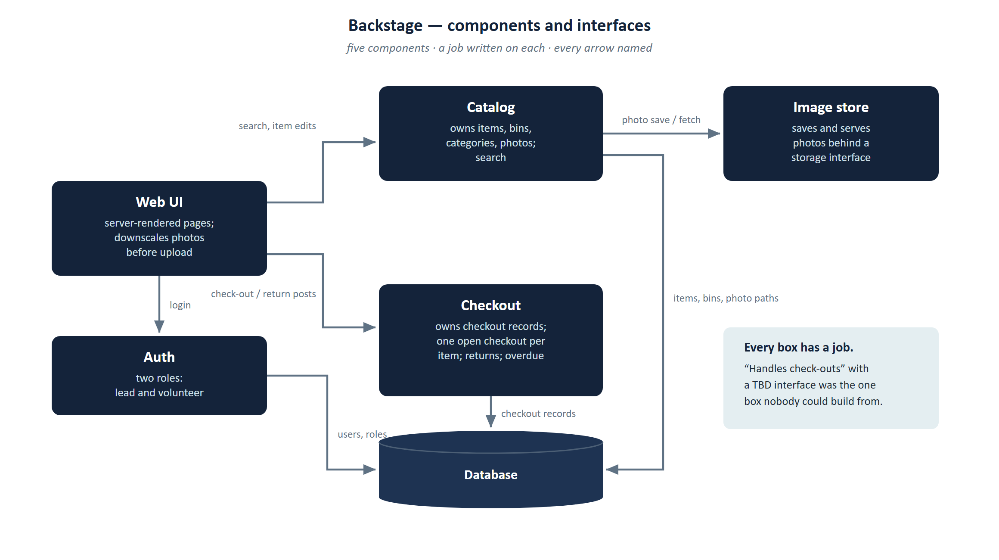 Backstage — components and interfaces
five components · a job written on each · every arrow named
Catalog
owns items, bins,
categories, photos;
search
Image store
saves and serves
photos behind a
storage interface
photo save / fetch
search, item edits
Web UI
server-rendered pages;
downscales photos
before upload
check-out / return posts
login
items, bins, photo paths
Checkout
owns checkout records;
one open checkout per
item; returns; overdue
Auth
two roles:
lead and volunteer
Every box has a job.
“Handles check-outs” with
a TBD interface was the one
box nobody could build from.
checkout records
users, roles
Database